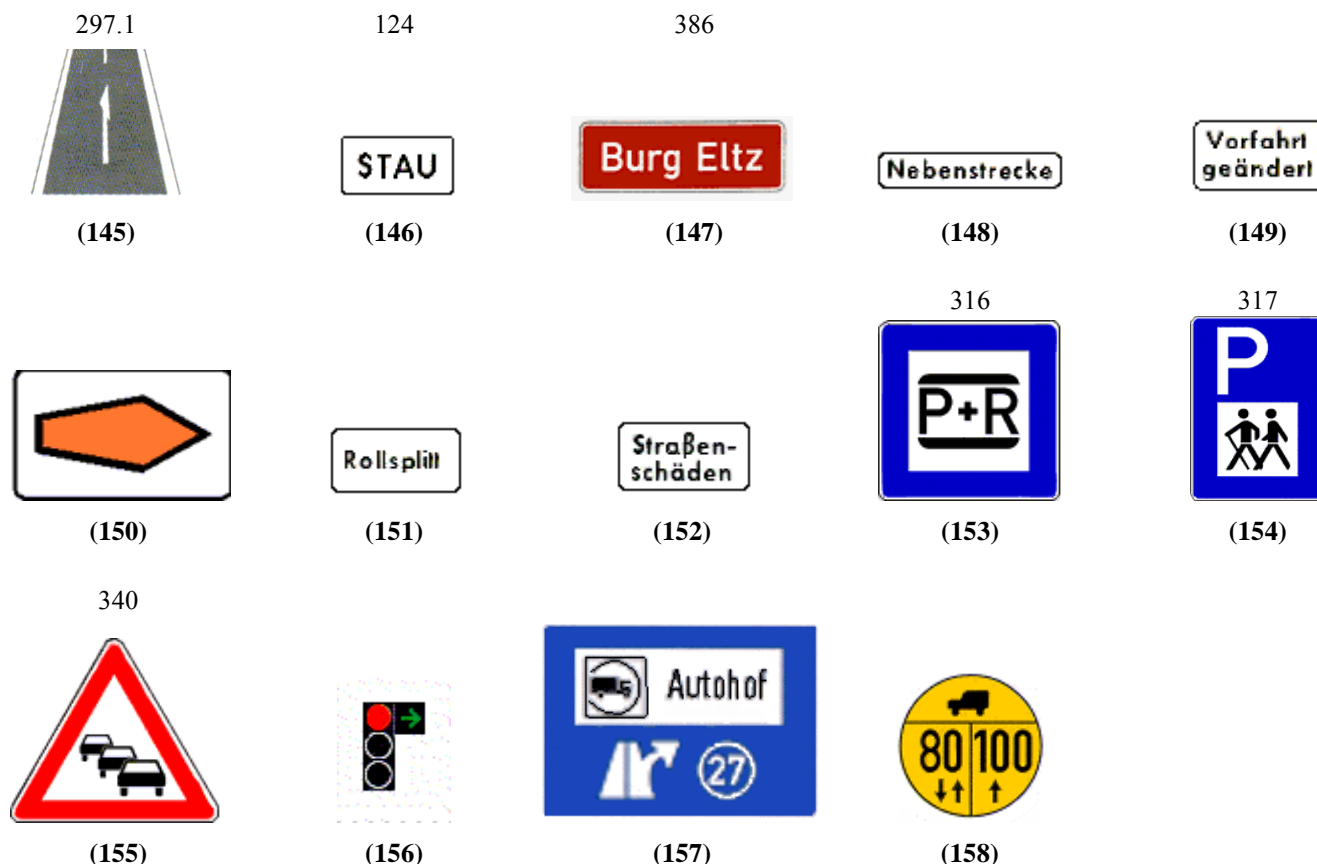 297.1 124 386
STAU
Burg Eltz
Nebenstrecke
Vorfahrt
geändert
(145) (146) (147) (148) (149)
316 317
P+R
P
Rollsplitt
Straßen-
schäden
(150) (151) (152) (153) (154)
340
Autohof
27
80 100
(155) (156) (157) (158)